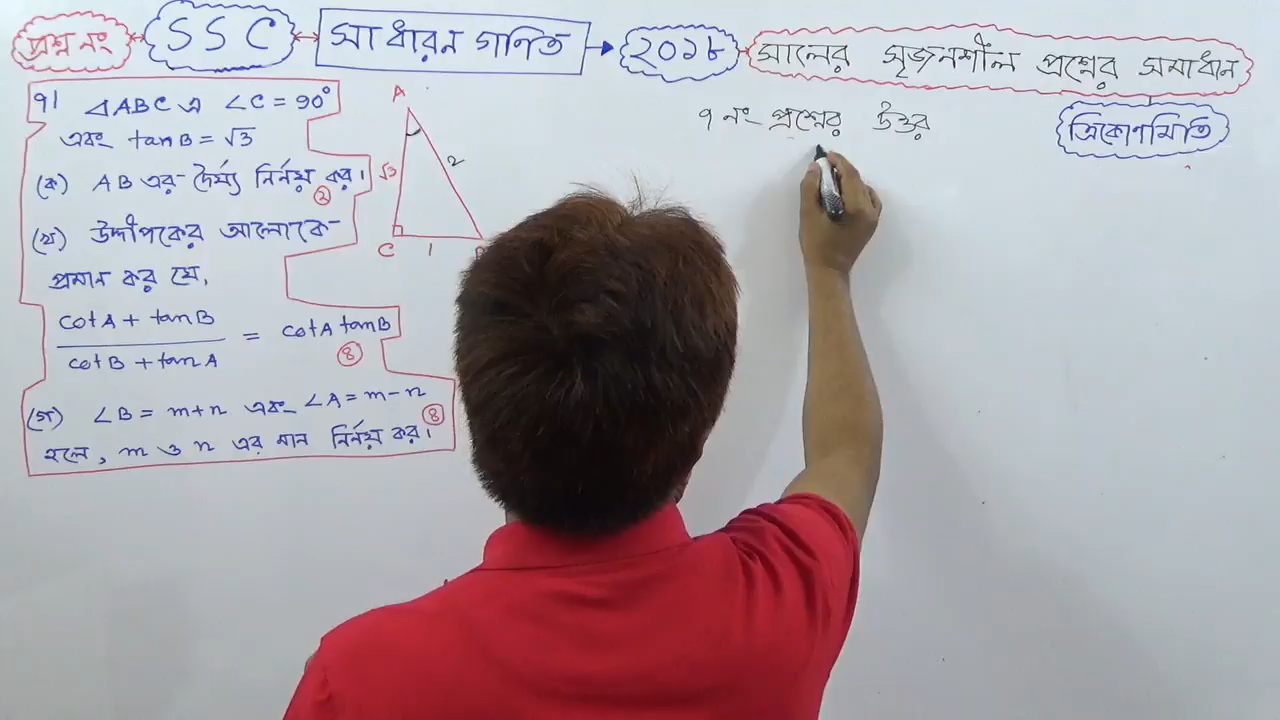 প্রশ্ন নং SSC সাধারন গণিত ২০১৮ সালের সৃজনশীল প্রশ্নের সমাধান
ত্রিকোণমিতি
৭। ⊿ABC এ ∠C = 90°
এবং tanB = √3
(ক) AB এর দৈর্ঘ্য নির্নয় কর।
২
(খ) উদ্দীপকের আলোকে
প্রমান কর যে,
cotA + tanB
cotB + tanA
= cotA tanB
৪
(গ) ∠B = m+n এবং ∠A = m-n
হলে, m ও n এর মান নির্নয় কর।
৪
A
√3
2
C
1
৭ নং প্রশ্নের উত্তর